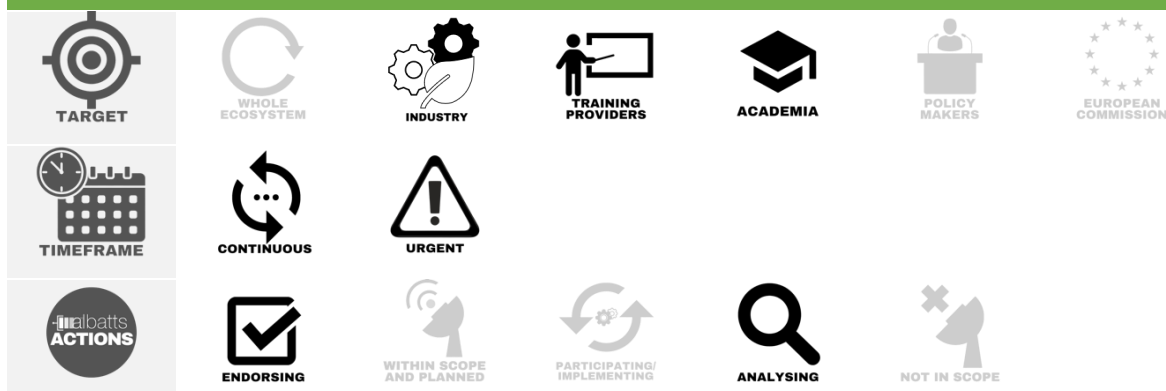 TARGET
WHOLE
ECOSYSTEM
INDUSTRY
TRAINING
PROVIDERS
ACADEMIA
POLICY
MAKERS
EUROPEAN
COMMISSION
TIMEFRAME
CONTINUOUS
URGENT
albatts
ACTIONS
ENDORSING
WITHIN SCOPE
AND PLANNED
PARTICIPATING/
IMPLEMENTING
ANALYSING
NOT IN SCOPE